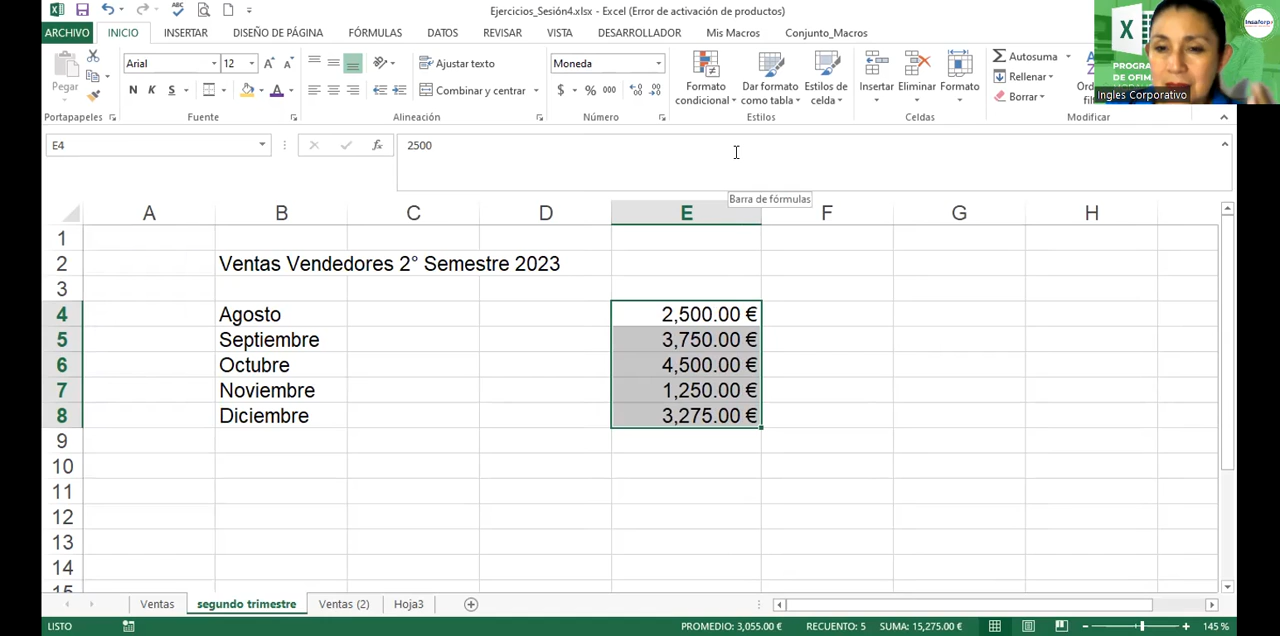 Ejercicios_Sesión4.xlsx - Excel (Error de activación de productos)
ARCHIVO INICIO INSERTAR DISEÑO DE PÁGINA FÓRMULAS DATOS REVISAR VISTA DESARROLLADOR Mis Macros Conjunto_Macros
Pegar
Portapapeles
Arial 12
N K S
Fuente
Ajustar texto
Combinar y centrar
Alineación
Moneda
$ % 000
Número
Formato condicional
Dar formato como tabla
Estilos de celda
Estilos
Insertar Eliminar Formato
Celdas
Autosuma
Rellenar
Borrar
Modificar
PROGR
DE OFIM
Ingles Corporativo
Insaforp
E4 fx 2500
Barra de fórmulas
A B C D E F G H
1
2 Ventas Vendedores 2° Semestre 2023
3
4 Agosto 2,500.00 €
5 Septiembre 3,750.00 €
6 Octubre 4,500.00 €
7 Noviembre 1,250.00 €
8 Diciembre 3,275.00 €
9
10
11
12
13
14
15
Ventas segundo trimestre Ventas (2) Hoja3
LISTO PROMEDIO: 3,055.00 € RECUENTO: 5 SUMA: 15,275.00 € 145 %